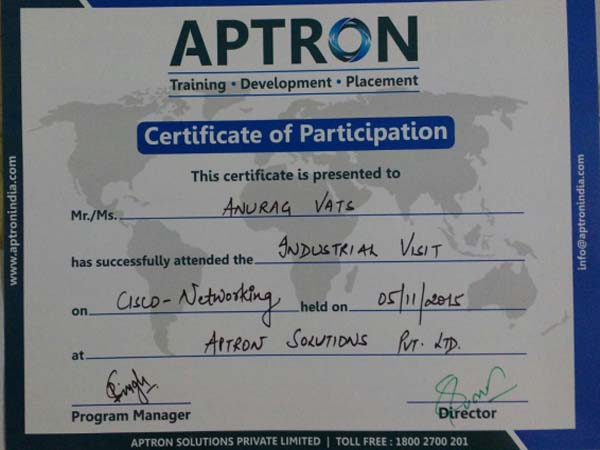 APTRON
Training • Development • Placement
Certificate of Participation
This certificate is presented to
Mr./Ms. ANURAG VATS
has successfully attended the INDUSTRIAL VISIT
on CISCO-Networking held on 05/11/2015
at APTRON SOLUTIONS PVT. LTD.
Singh
Program Manager Director
www.aptronindia.com
info@aptronindia.com
APTRON SOLUTIONS PRIVATE LIMITED | TOLL FREE : 1800 2700 201